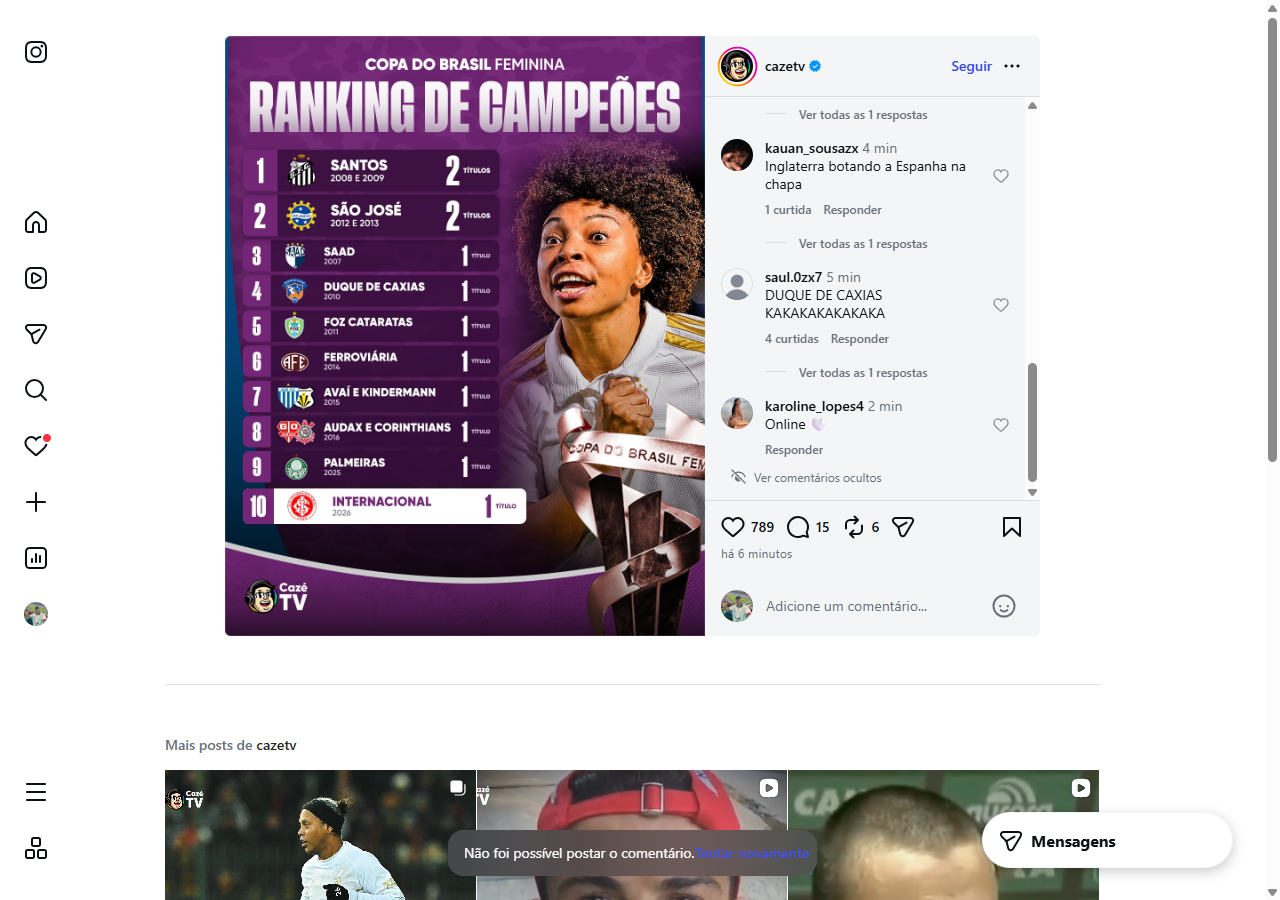 COPA DO BRASIL FEMININA
RANKING DE CAMPEÕES
1 SANTOS 2 TÍTULOS
2008 E 2009
2 SÃO JOSÉ 2 TÍTULOS
2012 E 2013
3 SAAD 1 TÍTULO
2007
4 DUQUE DE CAXIAS 1 TÍTULO
2010
5 FOZ CATARATAS 1 TÍTULO
2011
6 FERROVIÁRIA 1 TÍTULO
2014
7 AVAÍ E KINDERMANN 1 TÍTULO
2015
8 AUDAX E CORINTHIANS 1 TÍTULO
2016
9 PALMEIRAS 1 TÍTULO
2025
10 INTERNACIONAL 1 TÍTULO
2026
COPA DO BRASIL FEM
Cazé
TV
cazetv
Seguir
Ver todas as 1 respostas
kauan_sousazx 4 min
Inglaterra botando a Espanha na
chapa
1 curtida Responder
Ver todas as 1 respostas
saul.0zx7 5 min
DUQUE DE CAXIAS
KAKAKAKAKAKAKA
4 curtidas Responder
Ver todas as 1 respostas
karoline_lopes4 2 min
Online
Responder
Ver comentários ocultos
789 15 6
há 6 minutos
Adicione um comentário...
Mais posts de cazetv
Cazé
TV
Não foi possível postar o comentário. Tentar novamente
Mensagens